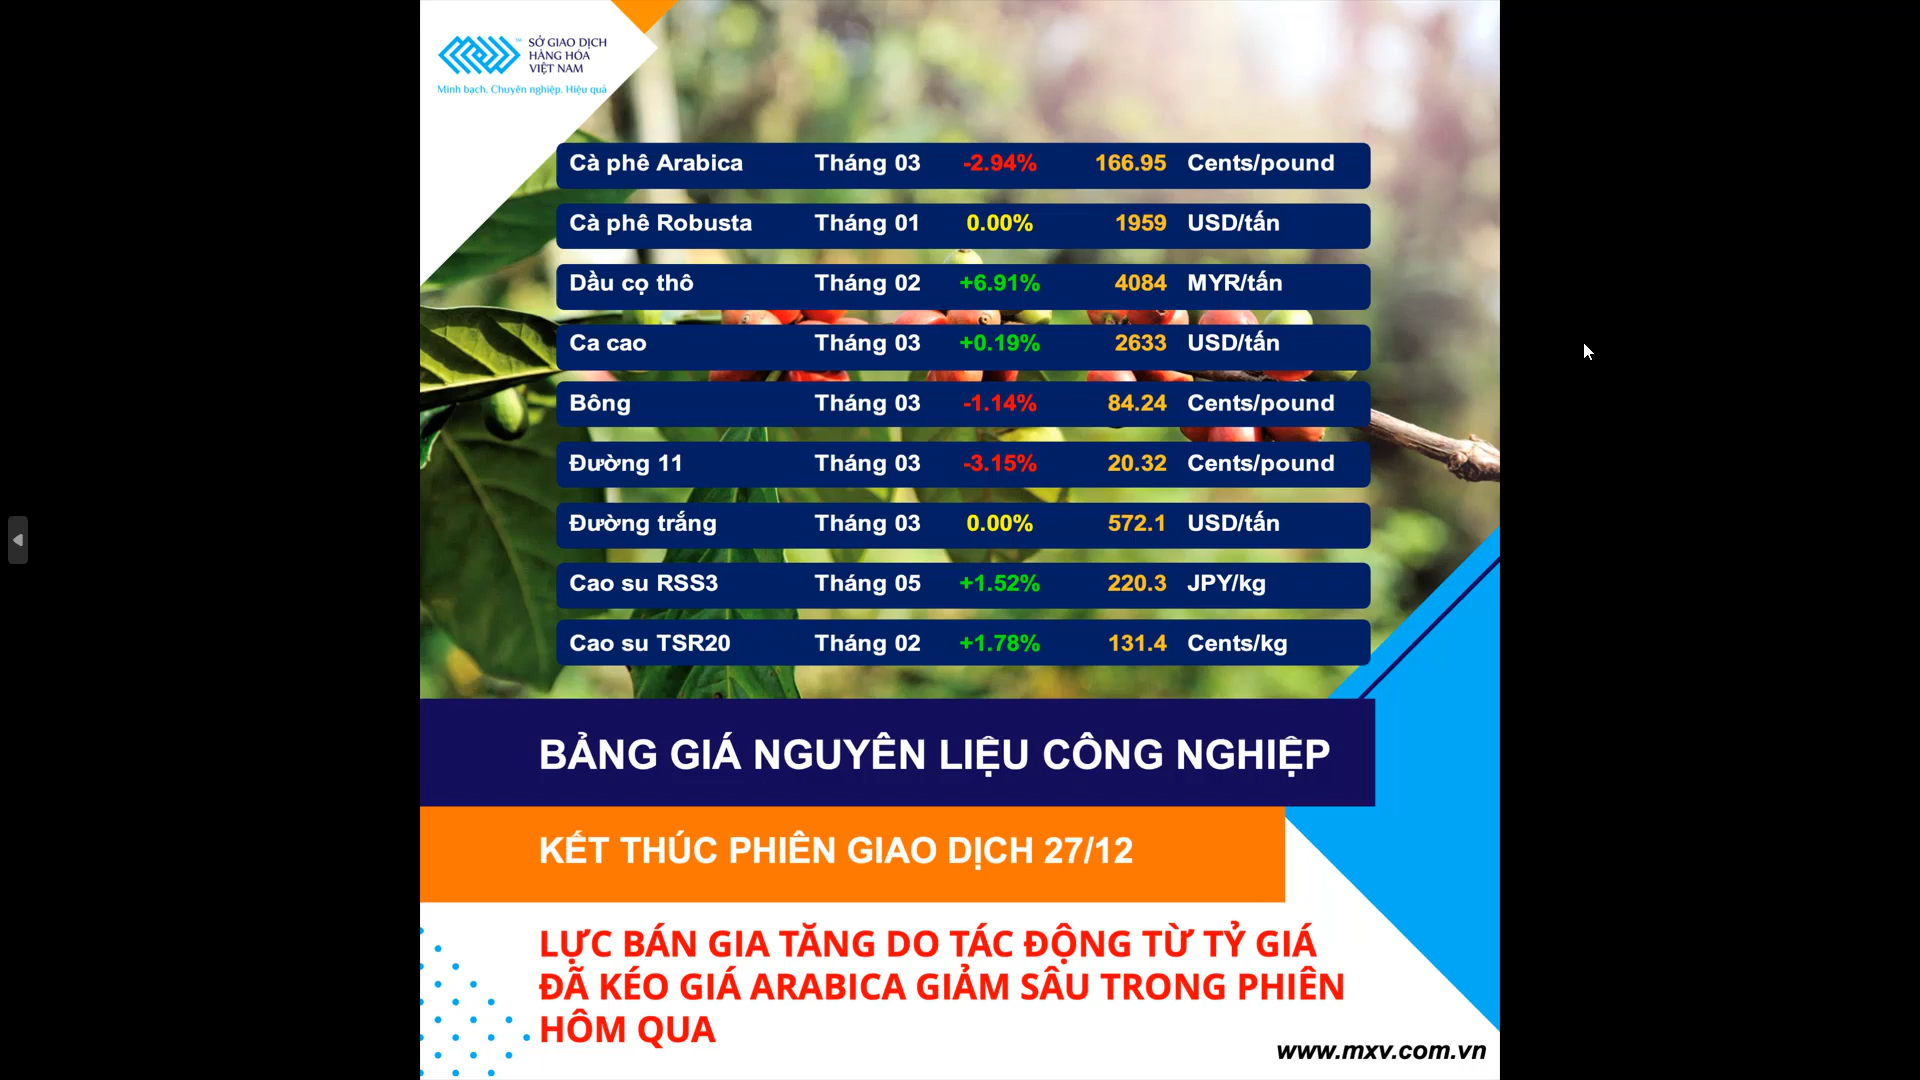 SỞ GIAO DỊCH
HÀNG HÓA
VIỆT NAM
Minh bạch. Chuyên nghiệp. Hiệu quả
Cà phê Arabica Tháng 03 -2.94% 166.95 Cents/pound
Cà phê Robusta Tháng 01 0.00% 1959 USD/tấn
Dầu cọ thô Tháng 02 +6.91% 4084 MYR/tấn
Ca cao Tháng 03 +0.19% 2633 USD/tấn
Bông Tháng 03 -1.14% 84.24 Cents/pound
Đường 11 Tháng 03 -3.15% 20.32 Cents/pound
Đường trắng Tháng 03 0.00% 572.1 USD/tấn
Cao su RSS3 Tháng 05 +1.52% 220.3 JPY/kg
Cao su TSR20 Tháng 02 +1.78% 131.4 Cents/kg
BẢNG GIÁ NGUYÊN LIỆU CÔNG NGHIỆP
KẾT THÚC PHIÊN GIAO DỊCH 27/12
LỰC BÁN GIA TĂNG DO TÁC ĐỘNG TỪ TỶ GIÁ
ĐÃ KÉO GIÁ ARABICA GIẢM SÂU TRONG PHIÊN
HÔM QUA
www.mxv.com.vn